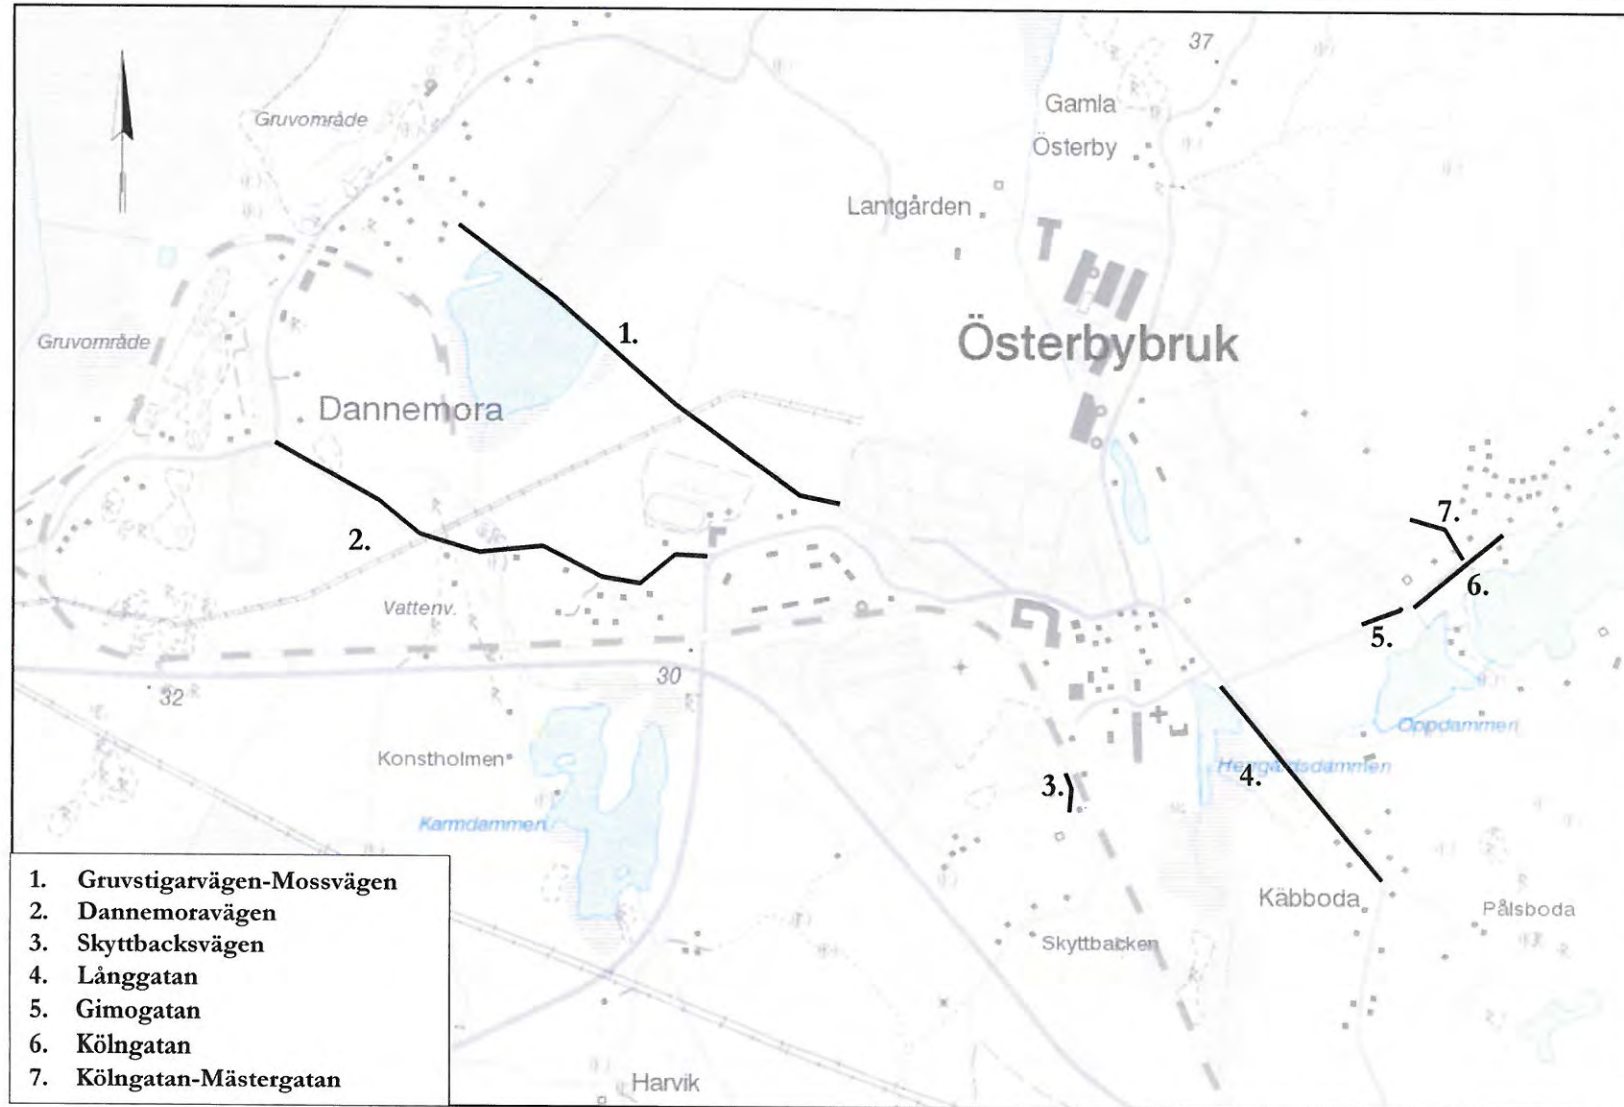 37
Gamla
Österby
Gruvområde
Lantgården
Österbybruk
Gruvområde
1.
Dannemora
2.
7.
6.
5.
Vattenv.
30
32
Konstholmen
Oppdammen
4.
3.
Karmdammen
Käbboda
Pålsboda
Skyttbacken
Harvik
1. Gruvstigarvägen-Mossvägen
2. Dannemoravägen
3. Skyttbacksvägen
4. Långgatan
5. Gimogatan
6. Kölngatan
7. Kölngatan-Mästergatan